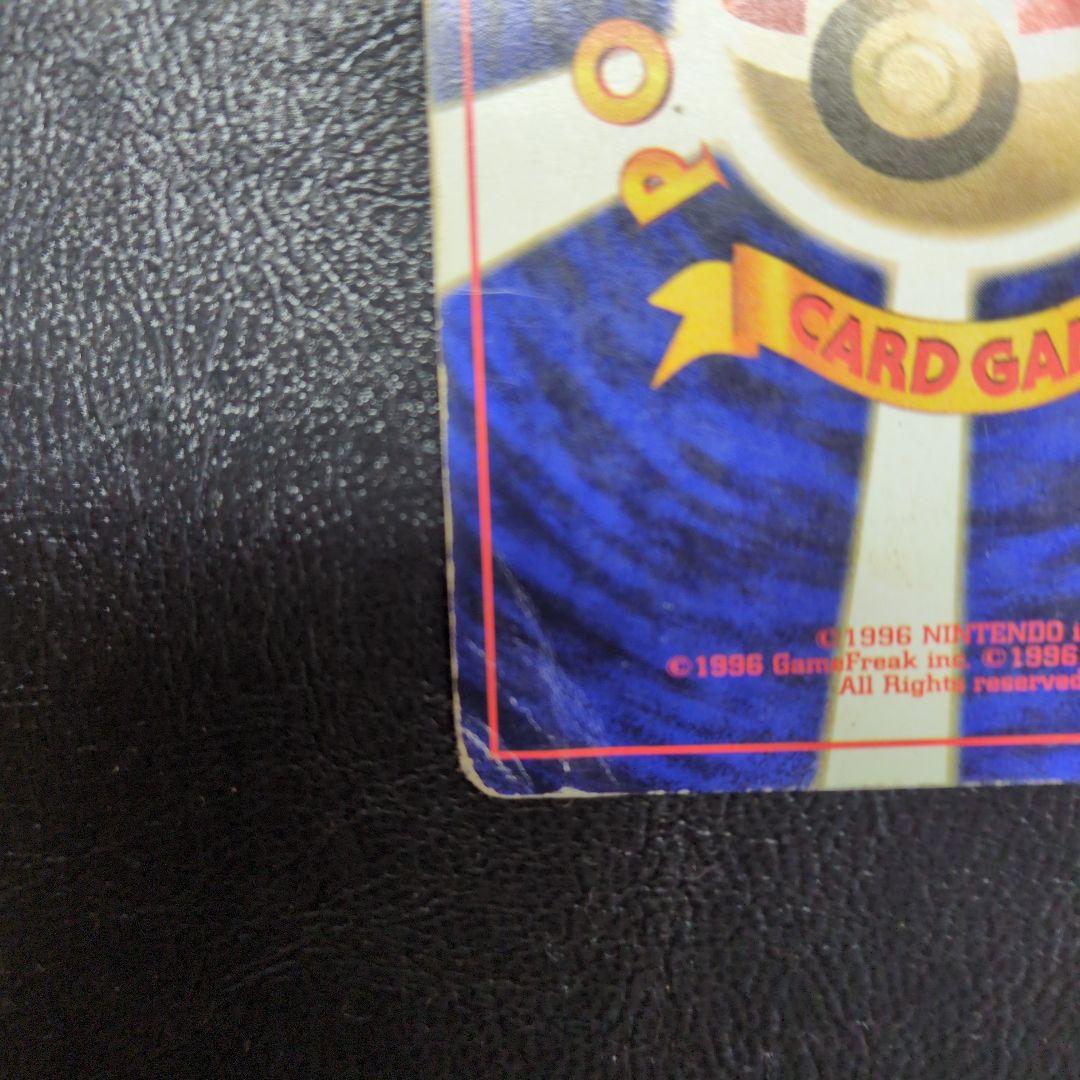 PO
CARD GA
©1996 NINTENDO
©1996 GameFreak inc. ©1996
All Rights reserved